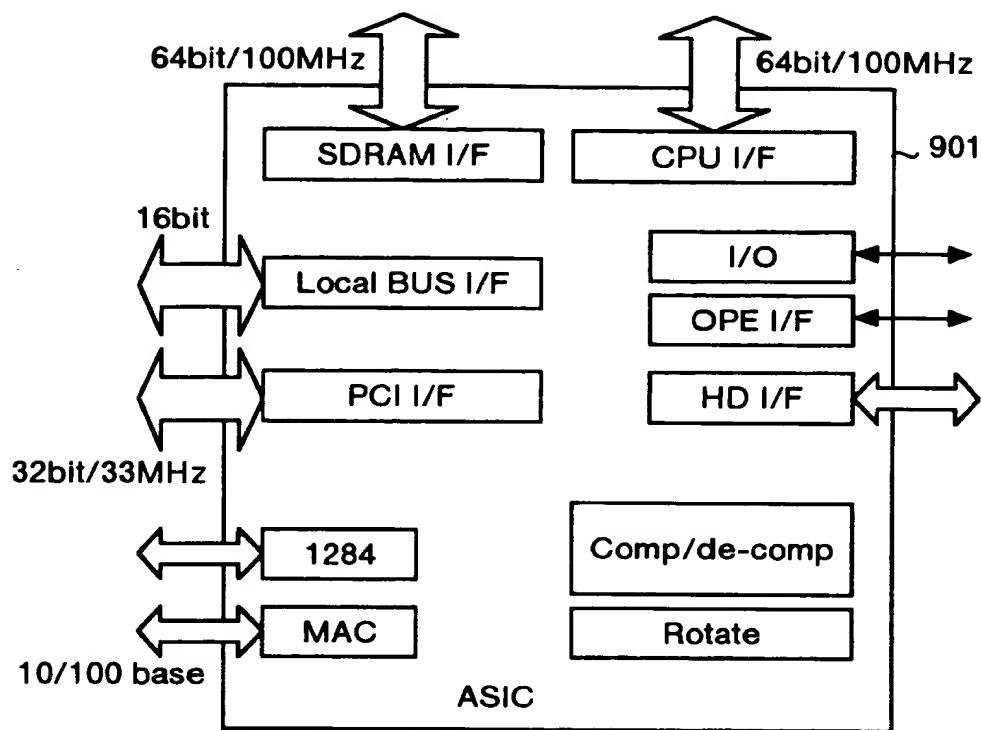 64bit/100MHz
64bit/100MHz
SDRAM I/F
CPU I/F
901
16bit
Local BUS I/F
I/O
OPE I/F
PCI I/F
HD I/F
32bit/33MHz
1284
Comp/de-comp
MAC
Rotate
10/100 base
ASIC